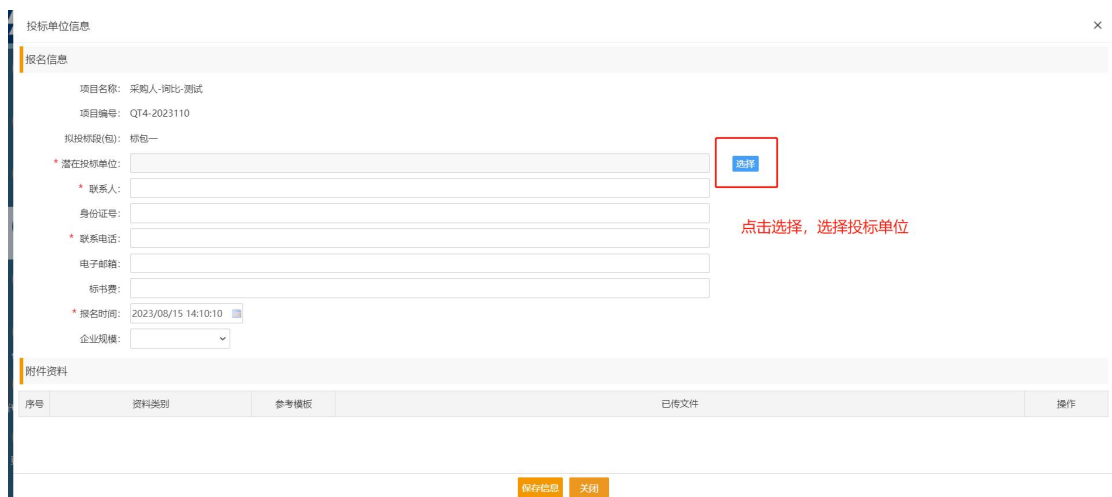 投标单位信息 ×
报名信息
项目名称: 采购人-询比-测试
项目编号: QT4-2023110
拟投标段(包): 标包一
* 潜在投标单位: 选择
* 联系人:
身份证号:
点击选择，选择投标单位
* 联系电话:
电子邮箱:
标书费:
* 报名时间: 2023/08/15 14:10:10
企业规模:
附件资料
序号 资料类别 参考模板 已传文件 操作
保存信息 关闭